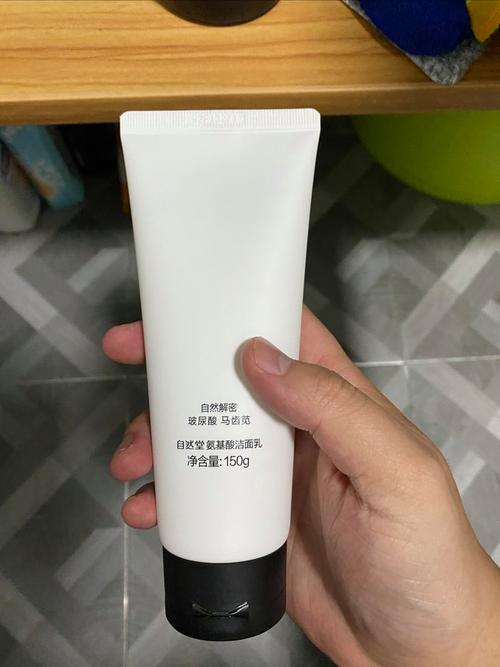 自然解密
玻尿酸 马齿苋
自然堂氨基酸洁面乳
净含量:150g